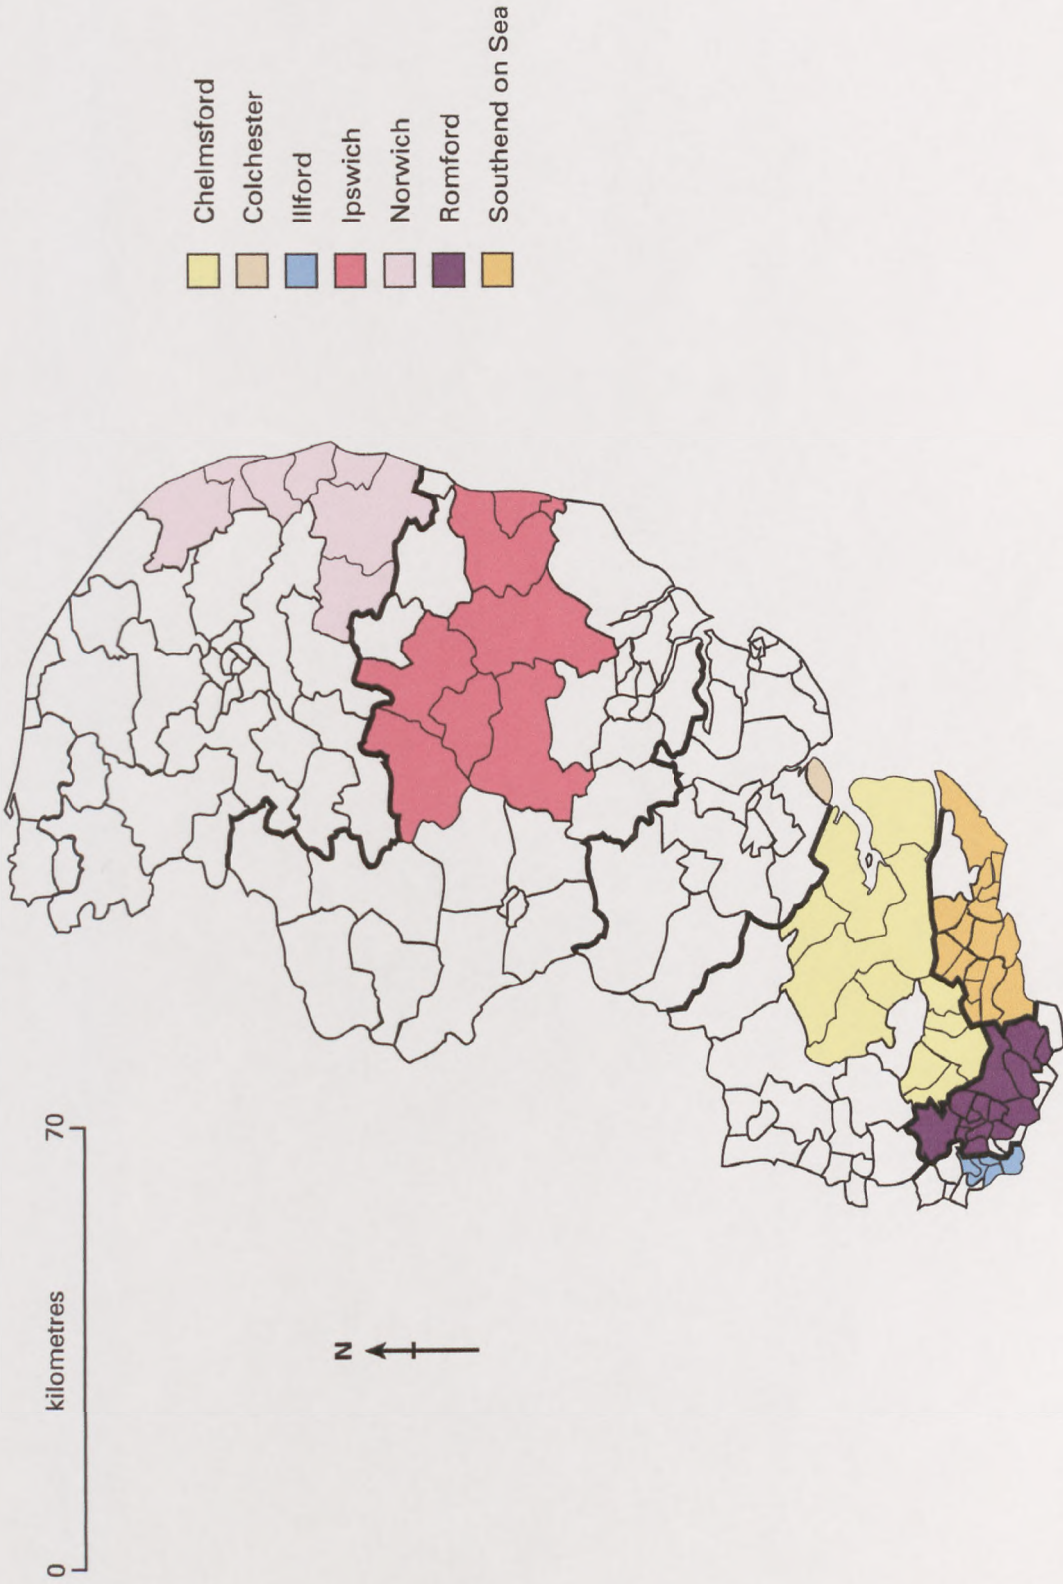 0
kilometres
70
N
Chelmsford
Colchester
Illford
Ipswich
Norwich
Romford
Southend on Sea